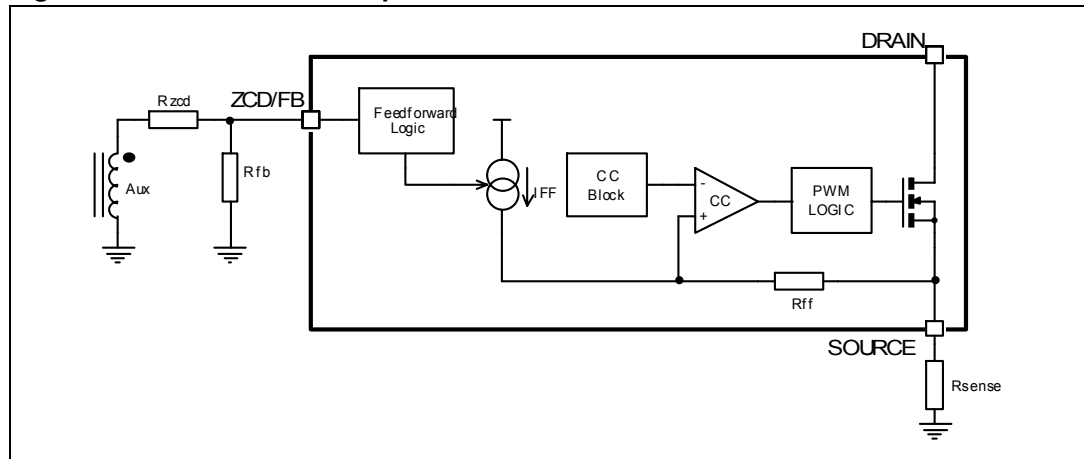 DRAIN
Rzcd
ZCD/FB
Feedforward
Logic
Rfb
Aux
IFF
CC
Block
-
+
CC
PWM
LOGIC
Rff
SOURCE
Rsense